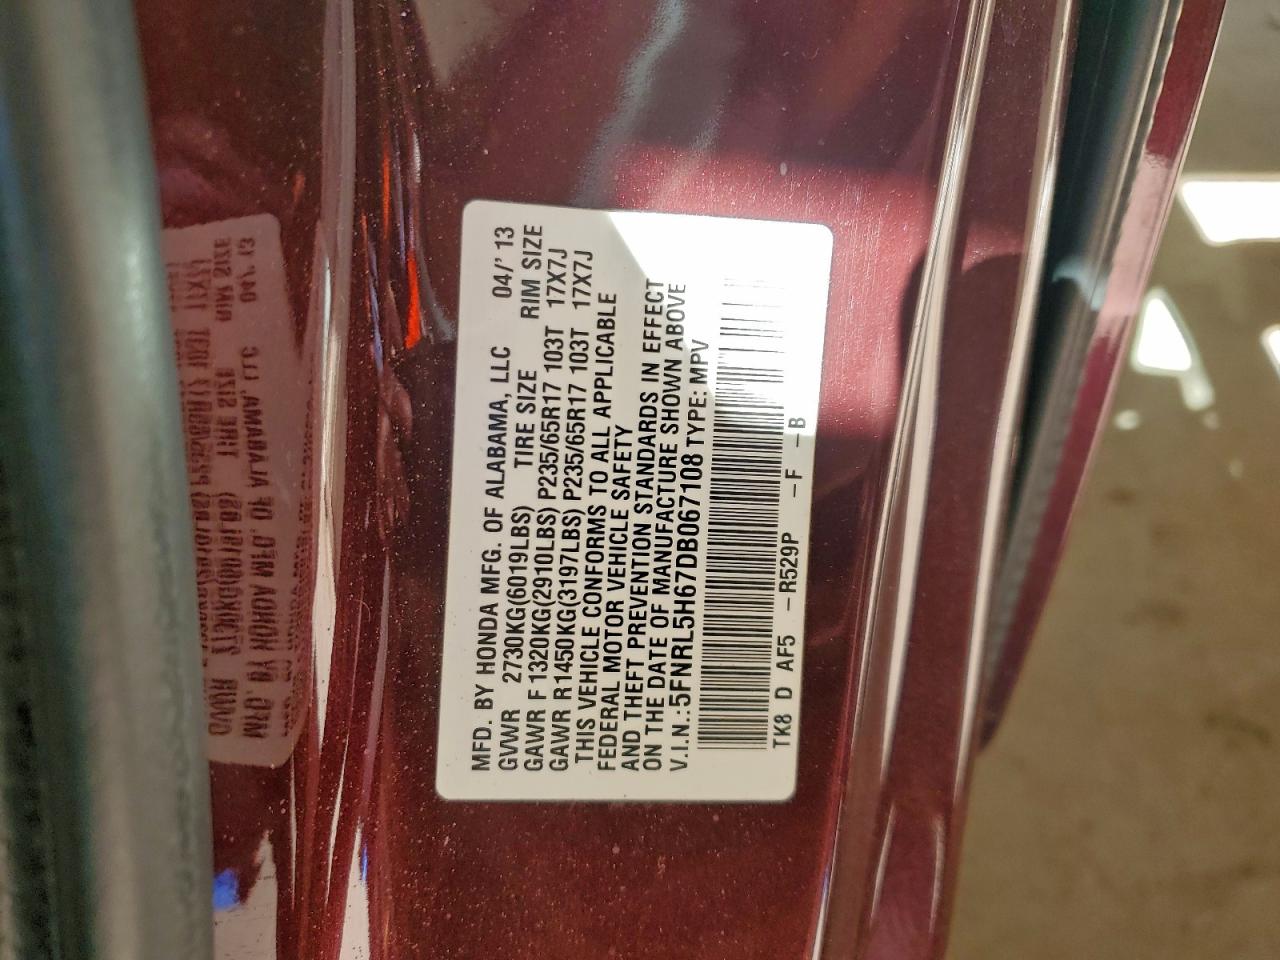 MFD. BY HONDA MFG. OF ALABAMA, LLC 04/' 13
GVWR 2730KG(6019LBS) TIRE SIZE RIM SIZE
GAWR F 1320KG(2910LBS) P235/65R17 103T 17X7J
GAWR R1450KG(3197LBS) P235/65R17 103T 17X7J
THIS VEHICLE CONFORMS TO ALL APPLICABLE
FEDERAL MOTOR VEHICLE SAFETY
AND THEFT PREVENTION STANDARDS IN EFFECT
ON THE DATE OF MANUFACTURE SHOWN ABOVE
V.I.N.:5FNRL5H67DB067108 TYPE: MPV
TK8 D AF5 -R529P -F -B